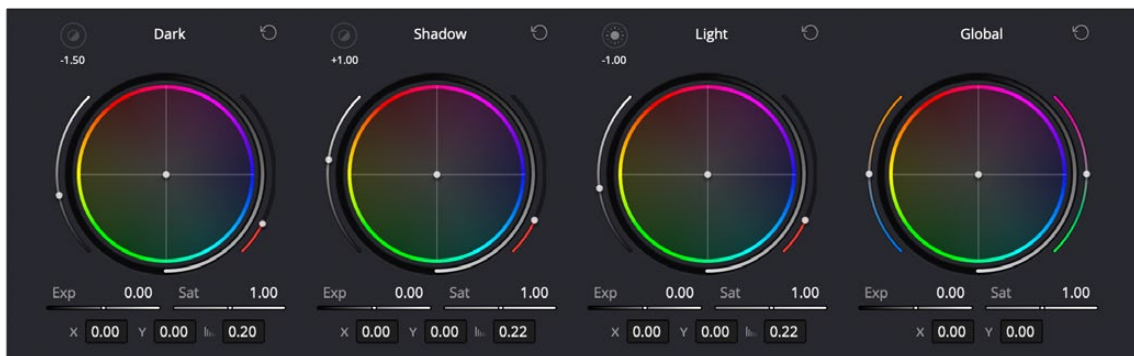 Dark Shadow Light Global
-1.50 +1.00 -1.00
Exp 0.00 Sat 1.00 Exp 0.00 Sat 1.00 Exp 0.00 Sat 1.00 Exp 0.00 Sat 1.00
X 0.00 Y 0.00 0.20 X 0.00 Y 0.00 0.22 X 0.00 Y 0.00 0.22 X 0.00 Y 0.00